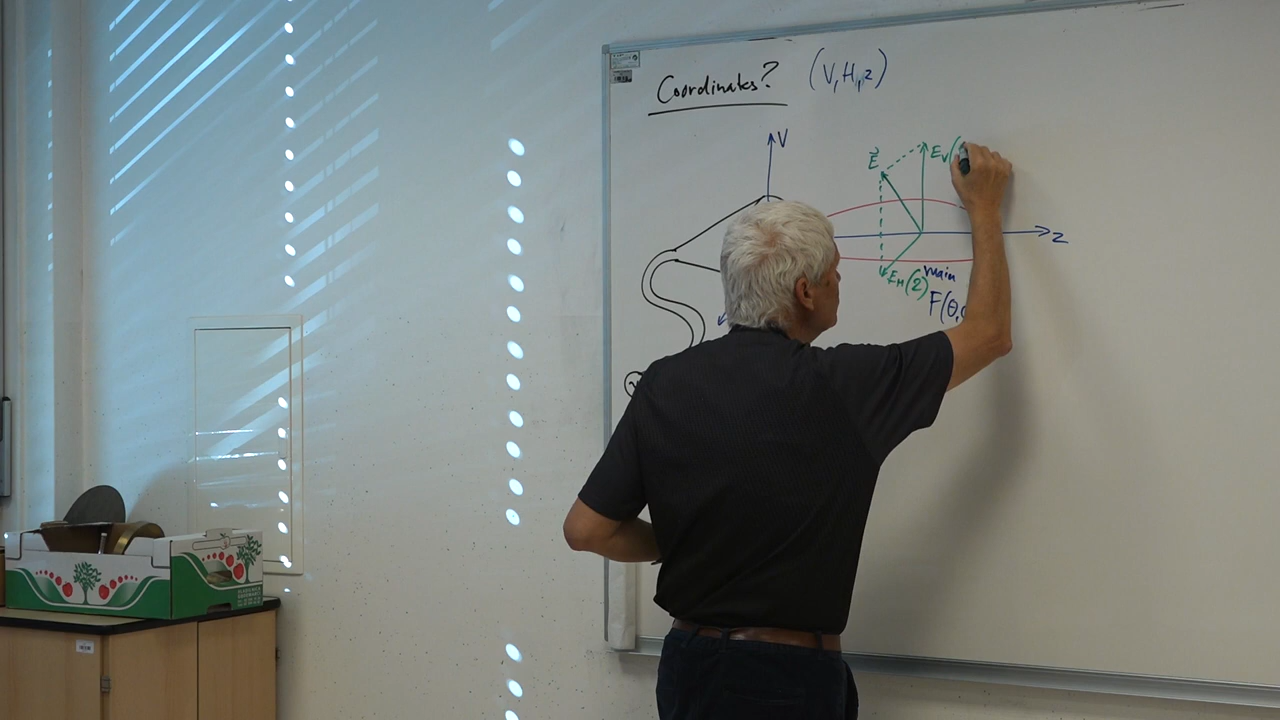 Coordinates? (V, H, z)
V
E⃗
E_V(
z
E_H(z)
main
F(θ,